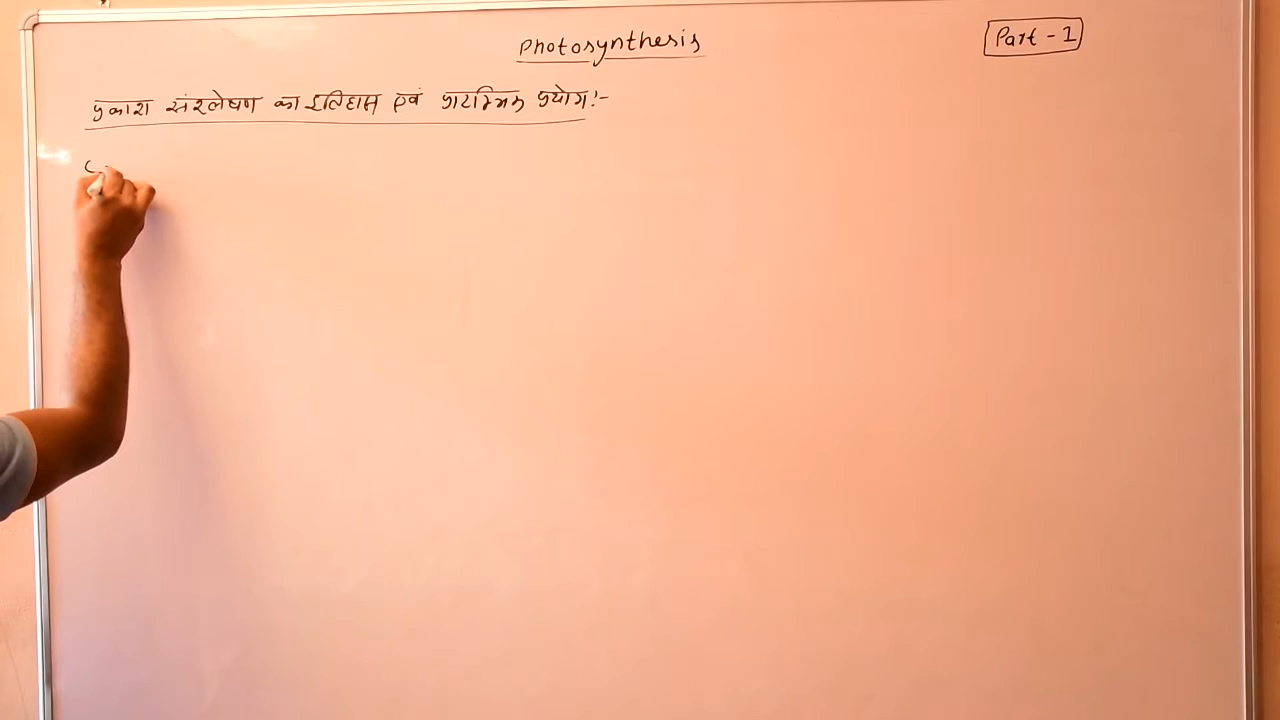 Photosynthesis
Part - 1
प्रकाश संश्लेषण का इतिहास एवं प्रारम्भिक प्रयोग:-